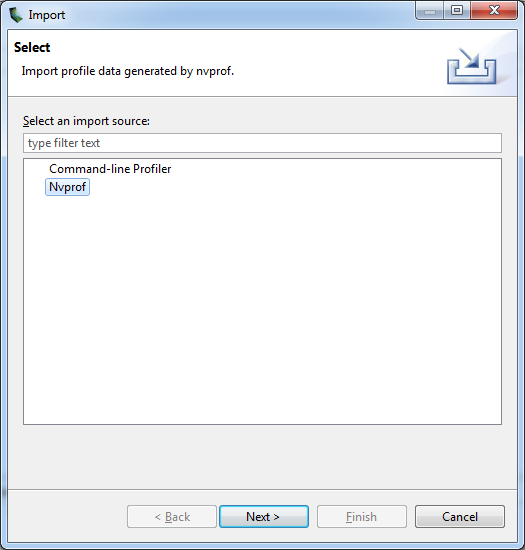 Import
Select
Import profile data generated by nvprof.
Select an import source:
type filter text
Command-line Profiler
Nvprof
< Back
Next >
Finish
Cancel